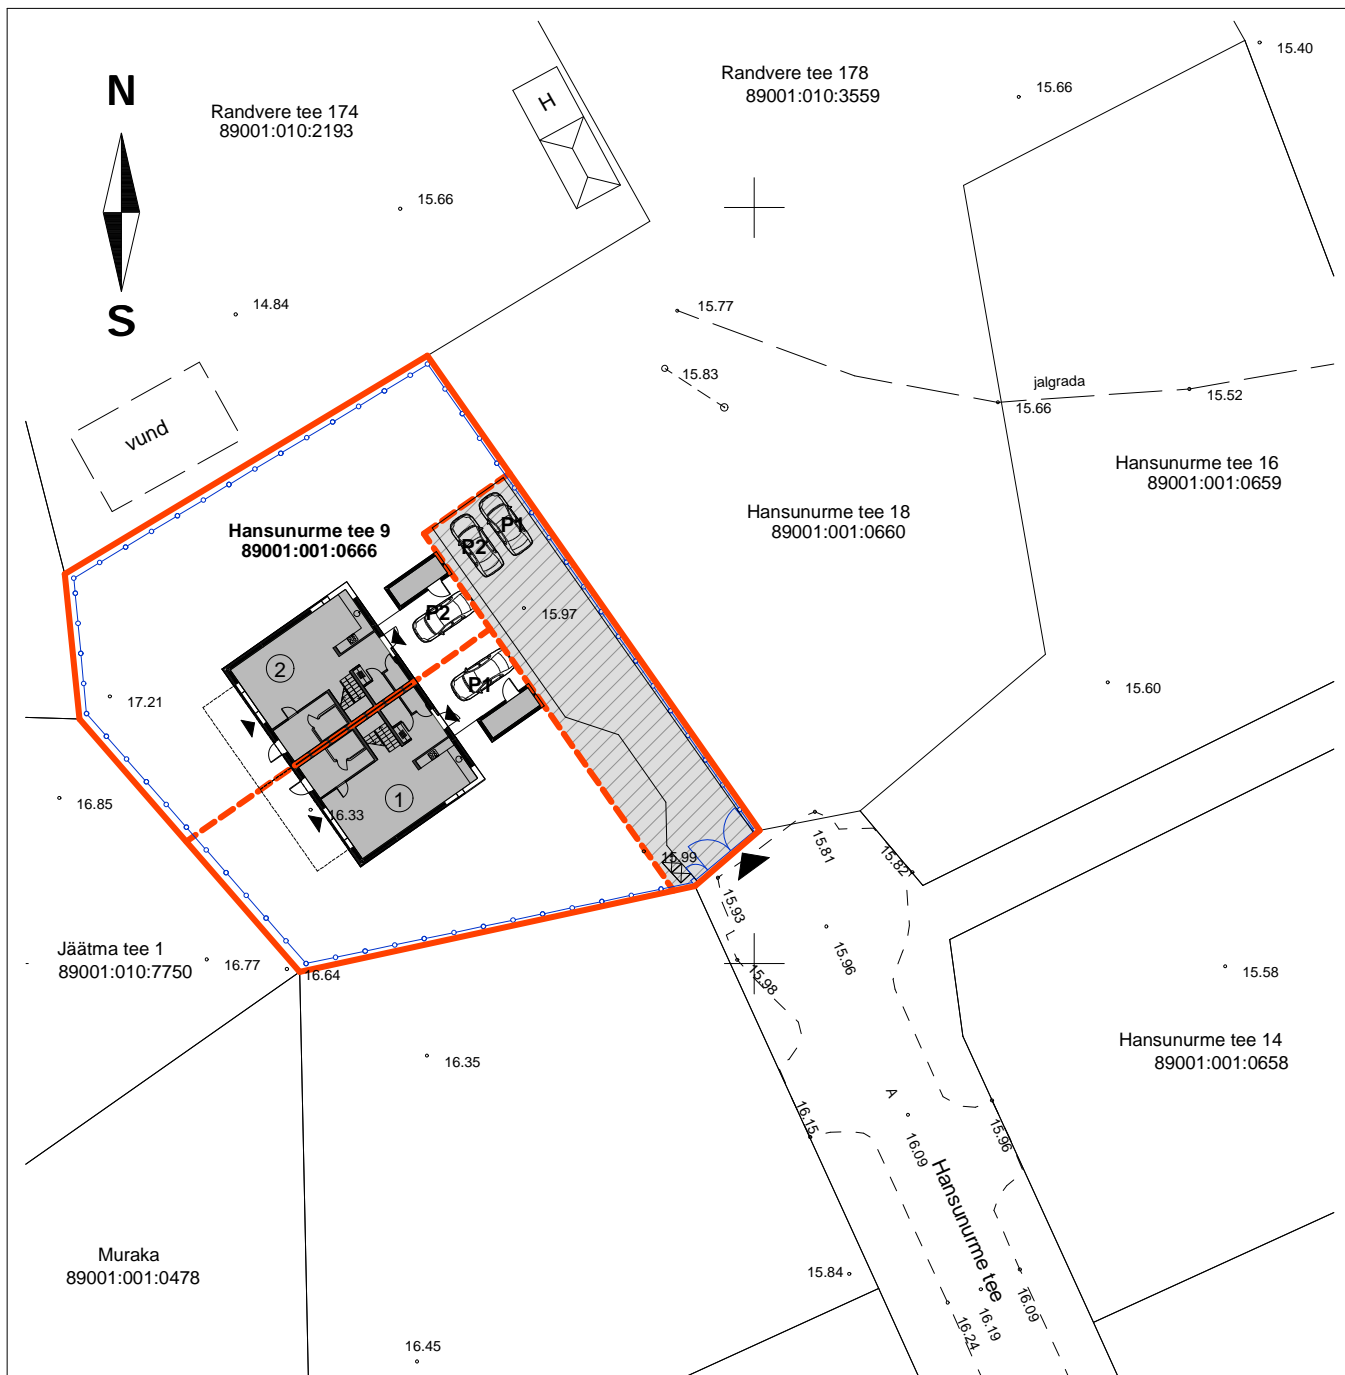 N
S
Randvere tee 174
89001:010:2193
H
Randvere tee 178
89001:010:3559
15.66
15.40
15.66
14.84
15.77
15.83
jalgrada
15.66
15.52
vund
Hansunurme tee 16
89001:001:0659
Hansunurme tee 18
89001:001:0660
Hansunurme tee 9
89001:001:0666
P1
P2
15.97
P2
P1
2
1
17.21
16.85
16.33
15.99
15.60
15.81
15.82
15.93
15.98
15.96
Jäätma tee 1
89001:010:7750
16.77
16.64
16.35
15.58
Hansunurme tee 14
89001:001:0658
A
16.15
16.09
15.96
Hansunurme tee
Muraka
89001:001:0478
15.84
16.19
16.09
16.24
16.45